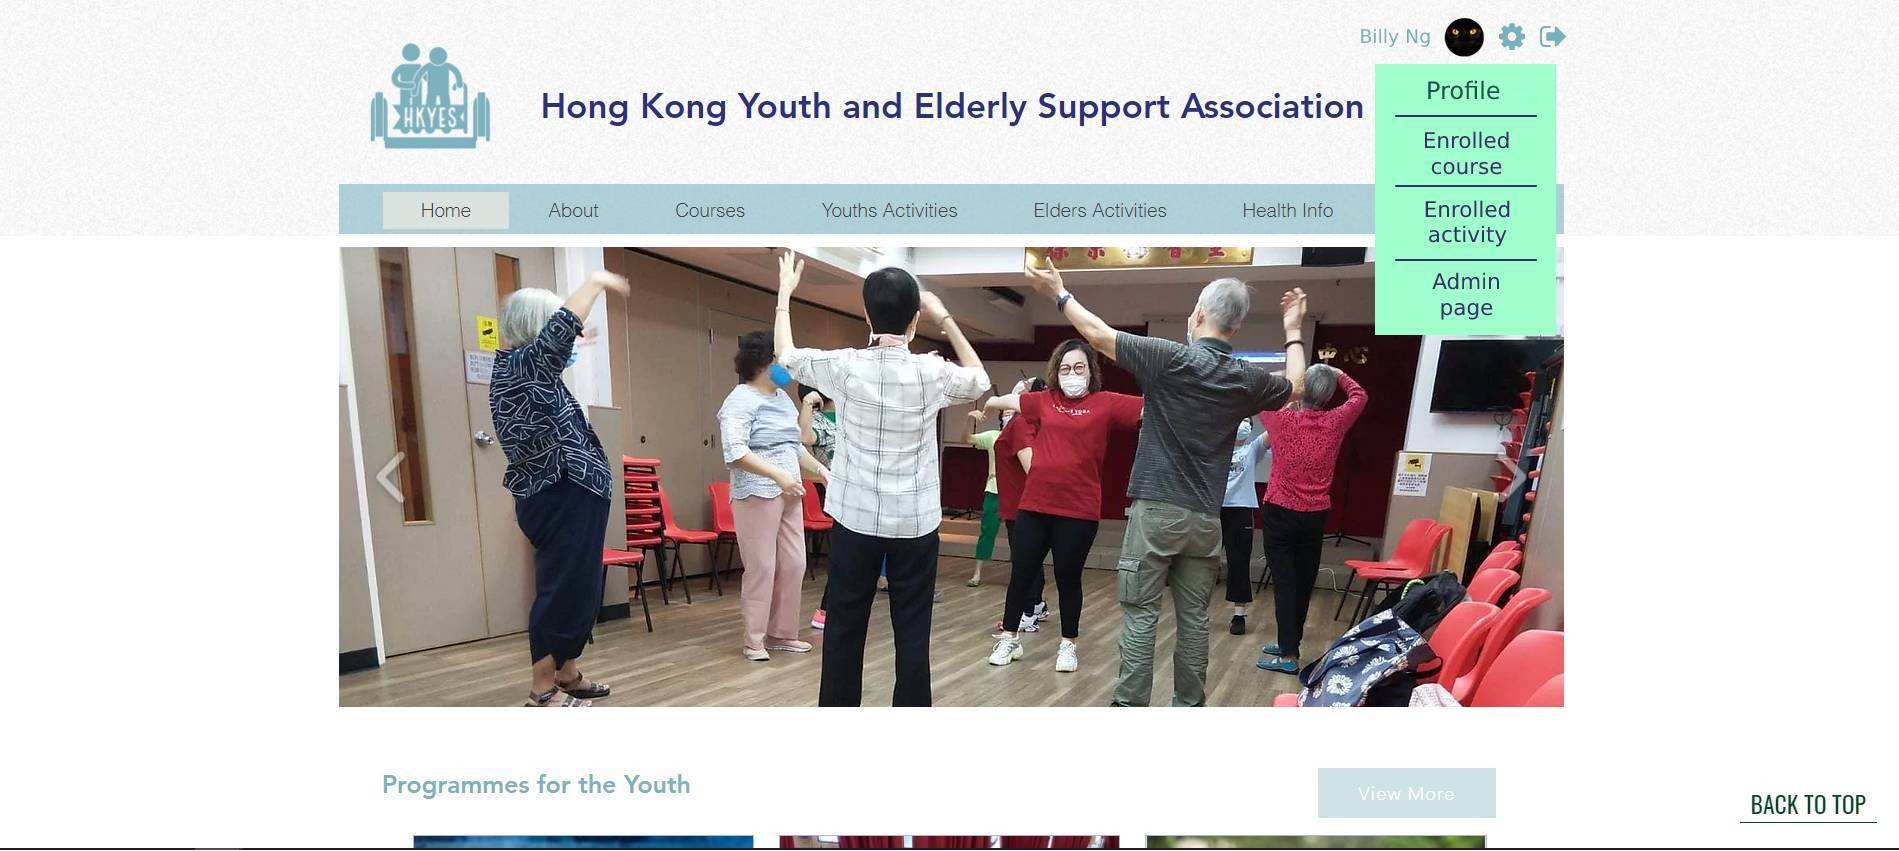 Billy Ng
HKYES
Hong Kong Youth and Elderly Support Association
Profile
Enrolled
course
Enrolled
activity
Admin
page
Home
About
Courses
Youths Activities
Elders Activities
Health Info
Programmes for the Youth
View More
BACK TO TOP